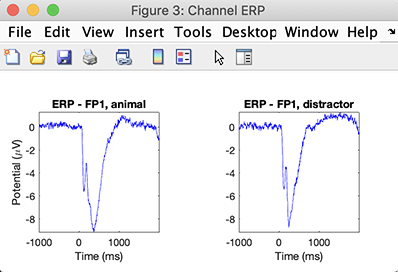 Figure 3: Channel ERP
File Edit View Insert Tools Desktop Window Help
ERP - FP1, animal
ERP - FP1, distractor
Potential (μV)
0
-2
-4
-6
-8
-1000 0 1000
Time (ms)
0
-2
-4
-6
-8
-1000 0 1000
Time (ms)